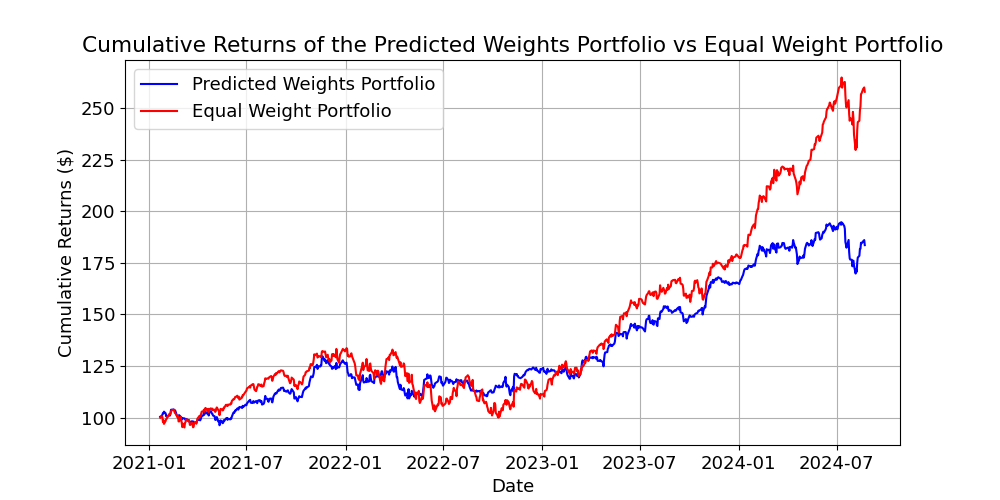 Cumulative Returns of the Predicted Weights Portfolio vs Equal Weight Portfolio
Predicted Weights Portfolio
Equal Weight Portfolio
Cumulative Returns ($)
250
225
200
175
150
125
100
2021-01 2021-07 2022-01 2022-07 2023-01 2023-07 2024-01 2024-07
Date